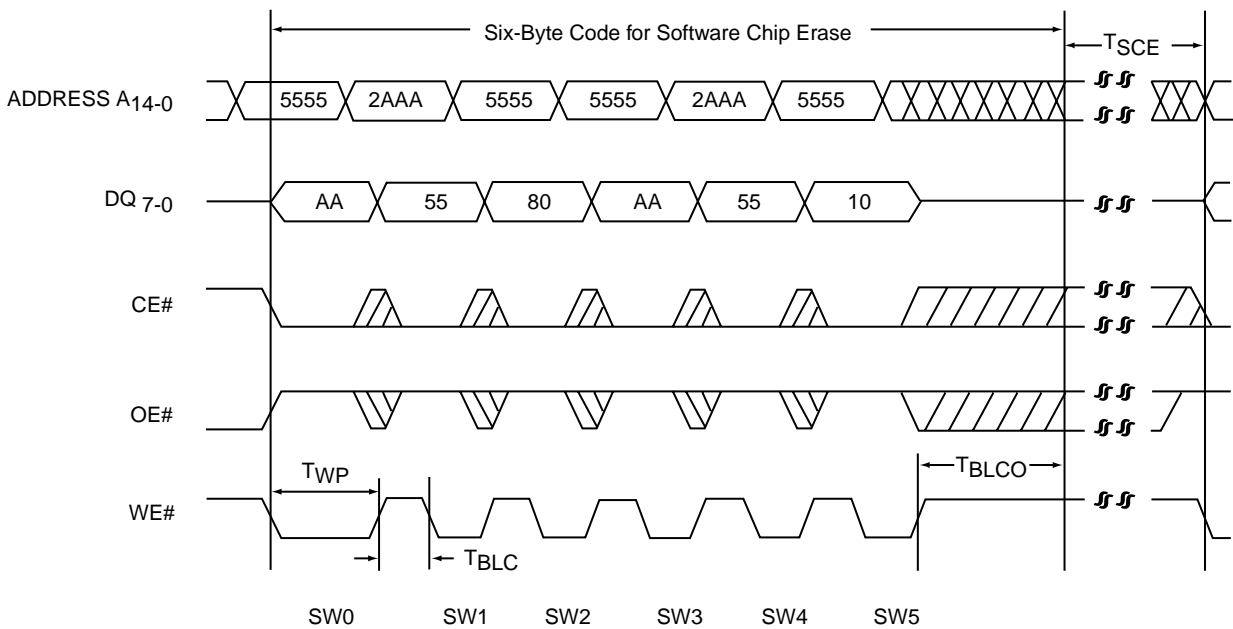 Six-Byte Code for Software Chip Erase
TSCE
ADDRESS A14-0 5555 2AAA 5555 5555 2AAA 5555
DQ 7-0 AA 55 80 AA 55 10
CE#
OE#
TWP TBLCO
WE#
TBLC
SW0 SW1 SW2 SW3 SW4 SW5